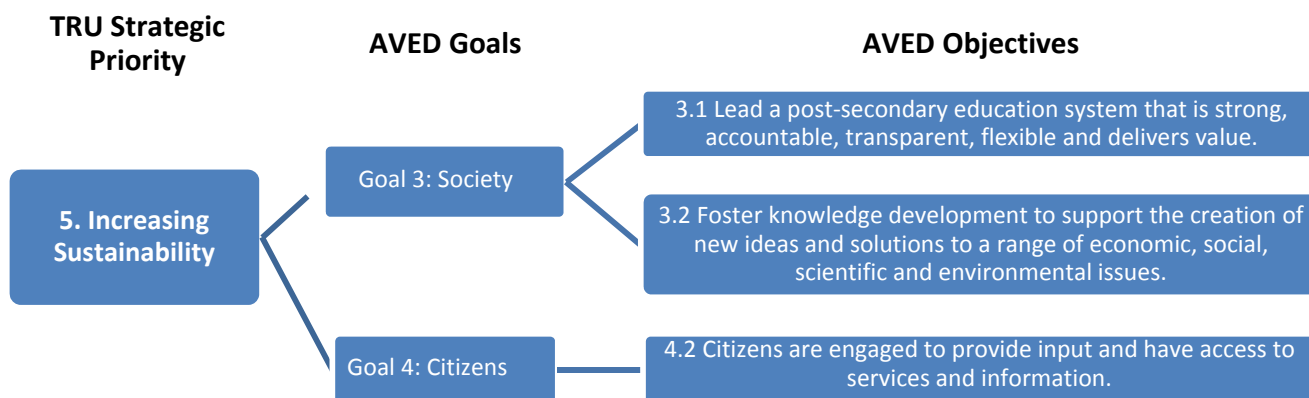 TRU Strategic
Priority
AVED Goals
AVED Objectives
5. Increasing
Sustainability
Goal 3: Society
3.1 Lead a post-secondary education system that is strong,
accountable, transparent, flexible and delivers value.
3.2 Foster knowledge development to support the creation of
new ideas and solutions to a range of economic, social,
scientific and environmental issues.
Goal 4: Citizens
4.2 Citizens are engaged to provide input and have access to
services and information.